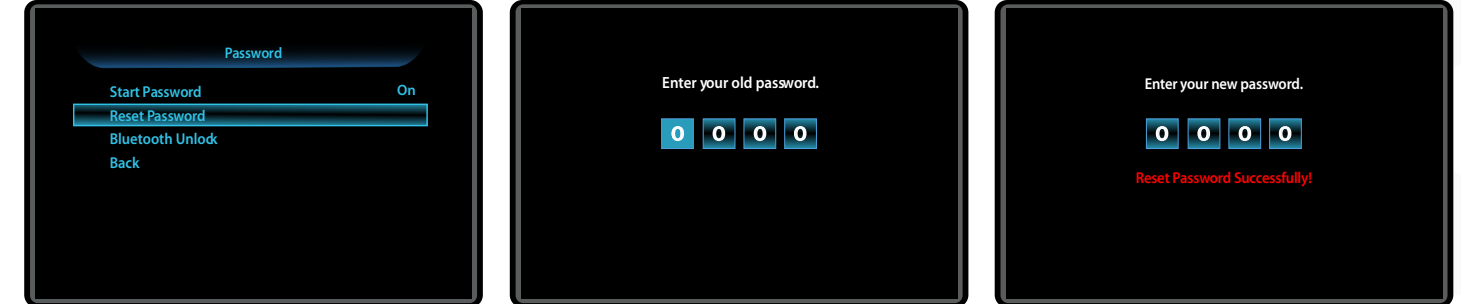 Password
Start Password On
Reset Password
Bluetooth Unlock
Back
Enter your old password.
0 0 0 0
Enter your new password.
0 0 0 0
Reset Password Successfully!